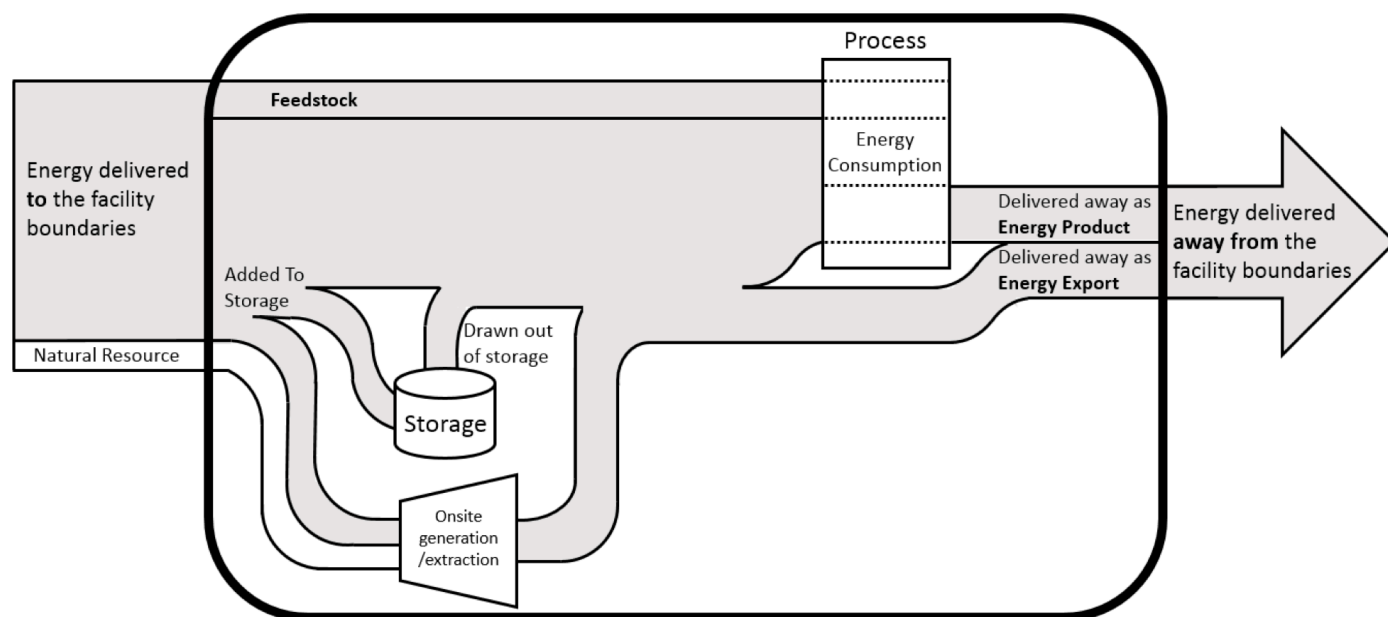 Process
Feedstock
Energy delivered
to the facility
boundaries
Energy
Consumption
Delivered away as
Energy Product
Delivered away as
Energy Export
Energy delivered
away from the
facility boundaries
Added To
Storage
Drawn out
of storage
Natural Resource
Storage
Onsite
generation
/extraction